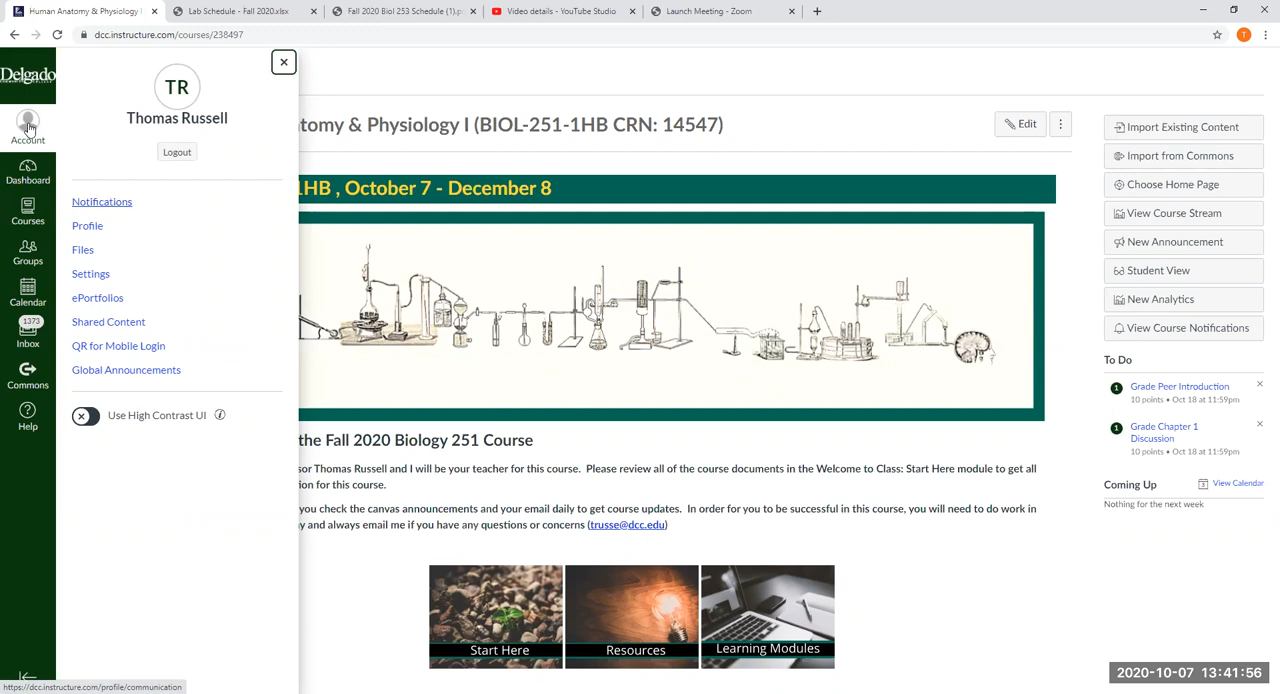 Human Anatomy & Physiology I
Lab Schedule - Fall 2020.xlsx
Fall 2020 Biol 253 Schedule (1).p
Video details - YouTube Studio
Launch Meeting - Zoom
dcc.instructure.com/courses/238497
T
Delgado
Account
Dashboard
Courses
Groups
Calendar
1373
Inbox
Commons
Help
TR
Thomas Russell
Logout
Notifications
Profile
Files
Settings
ePortfolios
Shared Content
QR for Mobile Login
Global Announcements
Use High Contrast UI
tomy & Physiology I (BIOL-251-1HB CRN: 14547)
Edit
1HB , October 7 - December 8
the Fall 2020 Biology 251 Course
sor Thomas Russell and I will be your teacher for this course. Please review all of the course documents in the Welcome to Class: Start Here module to get all
ion for this course.
you check the canvas announcements and your email daily to get course updates. In order for you to be successful in this course, you will need to do work in
y and always email me if you have any questions or concerns (trusse@dcc.edu)
Start Here
Resources
Learning Modules
Import Existing Content
Import from Commons
Choose Home Page
View Course Stream
New Announcement
Student View
New Analytics
View Course Notifications
To Do
1
Grade Peer Introduction
10 points • Oct 18 at 11:59pm
1
Grade Chapter 1
Discussion
10 points • Oct 18 at 11:59pm
Coming Up
View Calendar
Nothing for the next week
2020-10-07 13:41:56
https://dcc.instructure.com/profile/communication